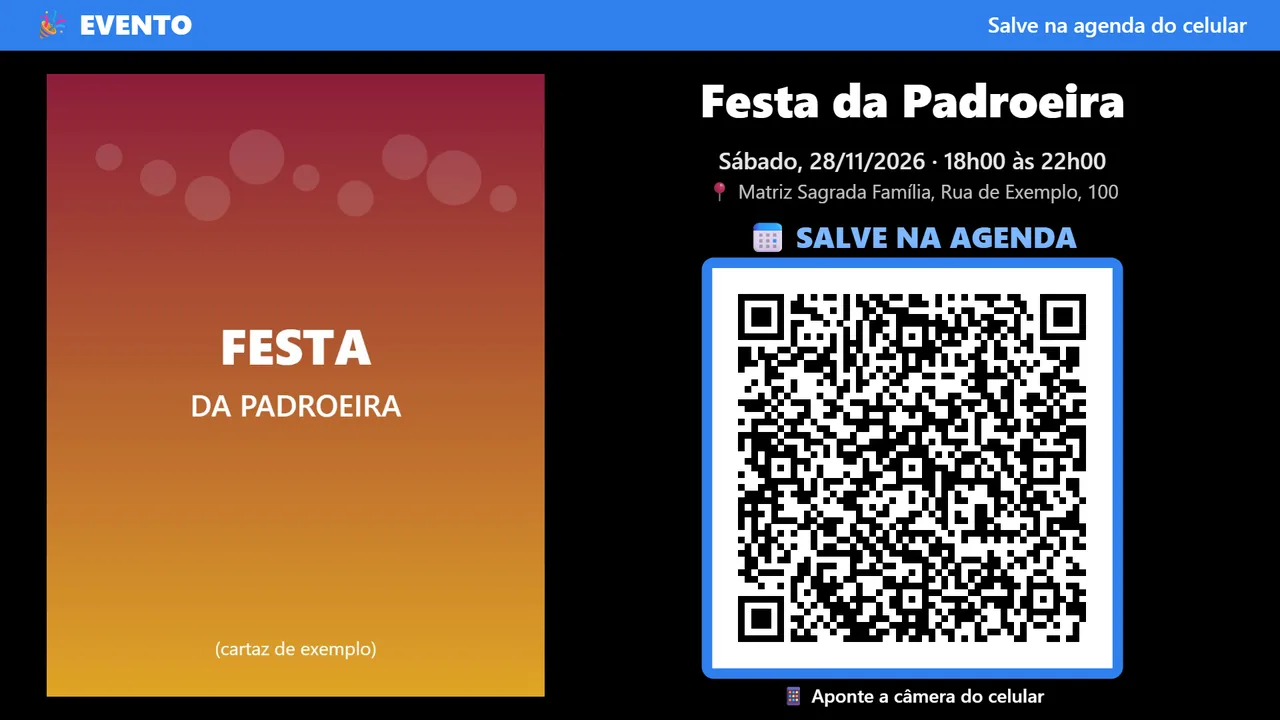 🎉 EVENTO
Salve na agenda do celular
FESTA
DA PADROEIRA
(cartaz de exemplo)
Festa da Padroeira
Sábado, 28/11/2026 · 18h00 às 22h00
📍 Matriz Sagrada Família, Rua de Exemplo, 100
📅 SALVE NA AGENDA
📱 Aponte a câmera do celular